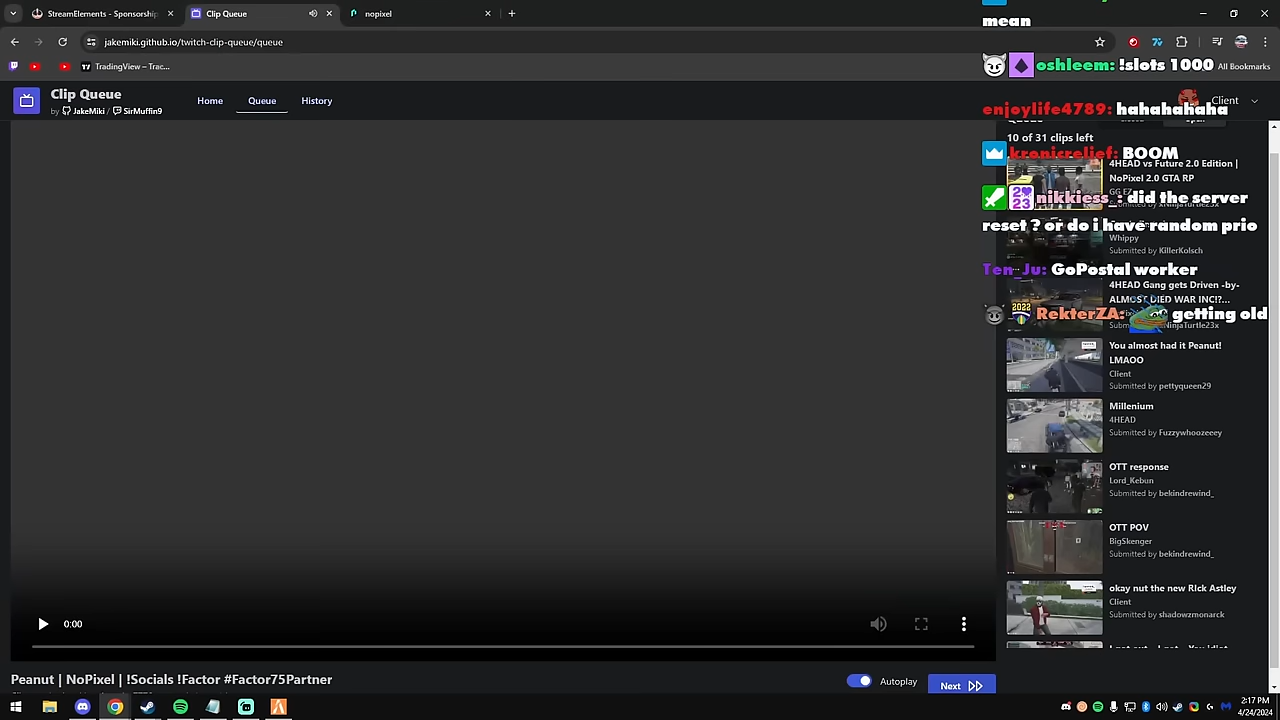 StreamElements - Sponsorship
Clip Queue
nopixel
mean
jakemiki.github.io/twitch-clip-queue/queue
TradingView – Trac...
oshleem: !slots 1000
All Bookmarks
Clip Queue
by JakeMiki / SirMuffin9
Home
Queue
History
Client
enjoylife4789: hahahahaha
10 of 31 clips left
kronicrelief: BOOM
4HEAD vs Future 2.0 Edition |
NoPixel 2.0 GTA RP
GG EZ
nikkiess_: did the server
reset ? or do i have random prio
Whippy
Submitted by KillerKolsch
Ten_Ju: GoPostal worker
4HEAD Gang gets Driven -by-
ALMOST DIED WAR INC!?...
RekterZA: getting old
You almost had it Peanut!
LMAOO
Client
Submitted by pettyqueen29
Millenium
4HEAD
Submitted by Fuzzywhoozeeey
OTT response
Lord_Kebun
Submitted by bekindrewind_
OTT POV
BigSkenger
Submitted by bekindrewind_
okay nut the new Rick Astley
Client
Submitted by shadowzmonarck
0:00
Peanut | NoPixel | !Socials !Factor #Factor75Partner
Autoplay
Next
2:17 PM
4/24/2024